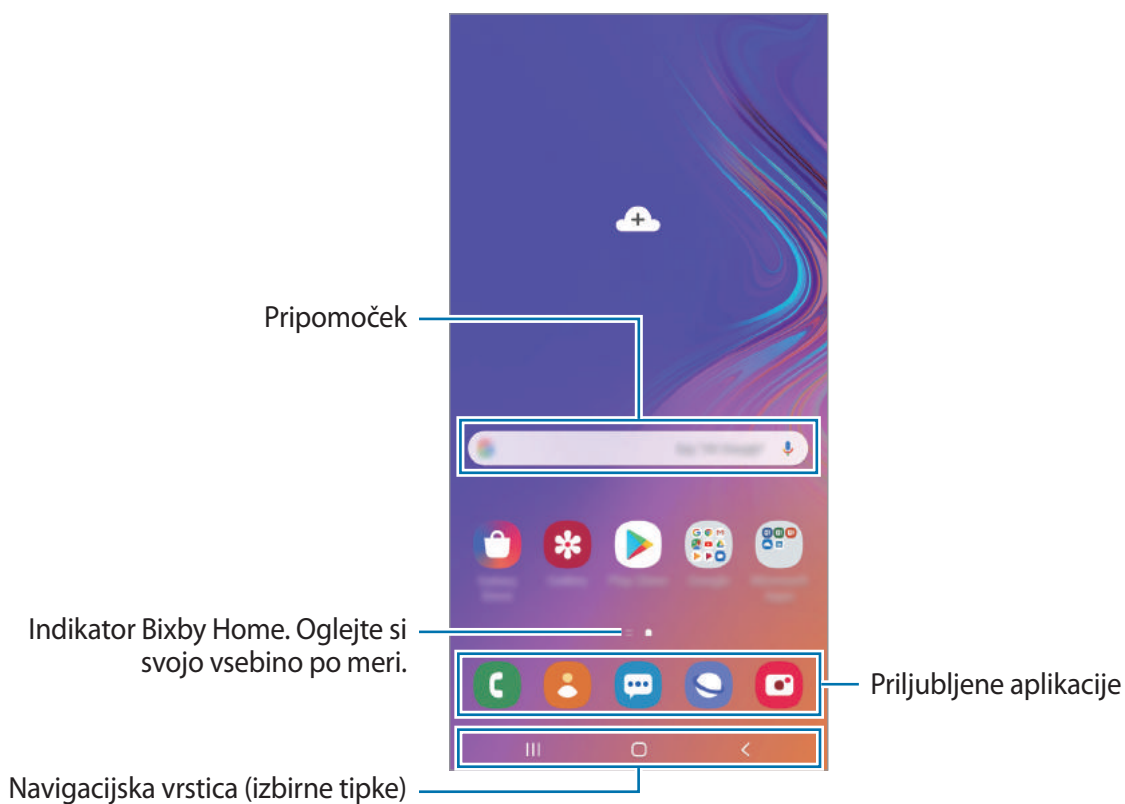 Pripomoček
Indikator Bixby Home. Oglejte si
svojo vsebino po meri.
Priljubljene aplikacije
Navigacijska vrstica (izbirne tipke)